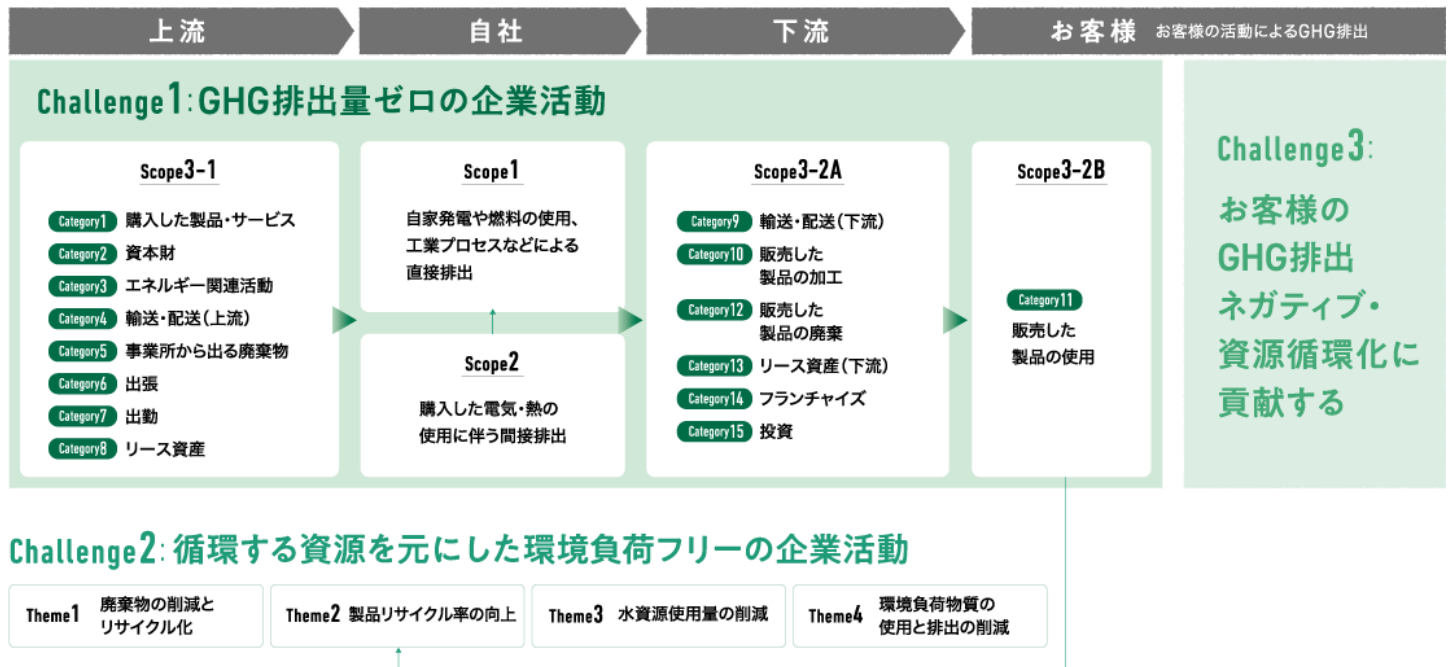 上流
自社
下流
お客様 お客様の活動によるGHG排出
Challenge1:GHG排出量ゼロの企業活動
Scope3-1
Category1 購入した製品・サービス
Category2 資本財
Category3 エネルギー関連活動
Category4 輸送・配送(上流)
Category5 事業所から出る廃棄物
Category6 出張
Category7 出勤
Category8 リース資産
Scope1
自家発電や燃料の使用、
工業プロセスなどによる
直接排出
Scope2
購入した電気・熱の
使用に伴う間接排出
Scope3-2A
Category9 輸送・配送(下流)
Category10 販売した
製品の加工
Category12 販売した
製品の廃棄
Category13 リース資産(下流)
Category14 フランチャイズ
Category15 投資
Scope3-2B
Category11
販売した
製品の使用
Challenge3:
お客様の
GHG排出
ネガティブ・
資源循環化に
貢献する
Challenge2:循環する資源を元にした環境負荷フリーの企業活動
Theme1 廃棄物の削減と
リサイクル化
Theme2 製品リサイクル率の向上
Theme3 水資源使用量の削減
Theme4 環境負荷物質の
使用と排出の削減